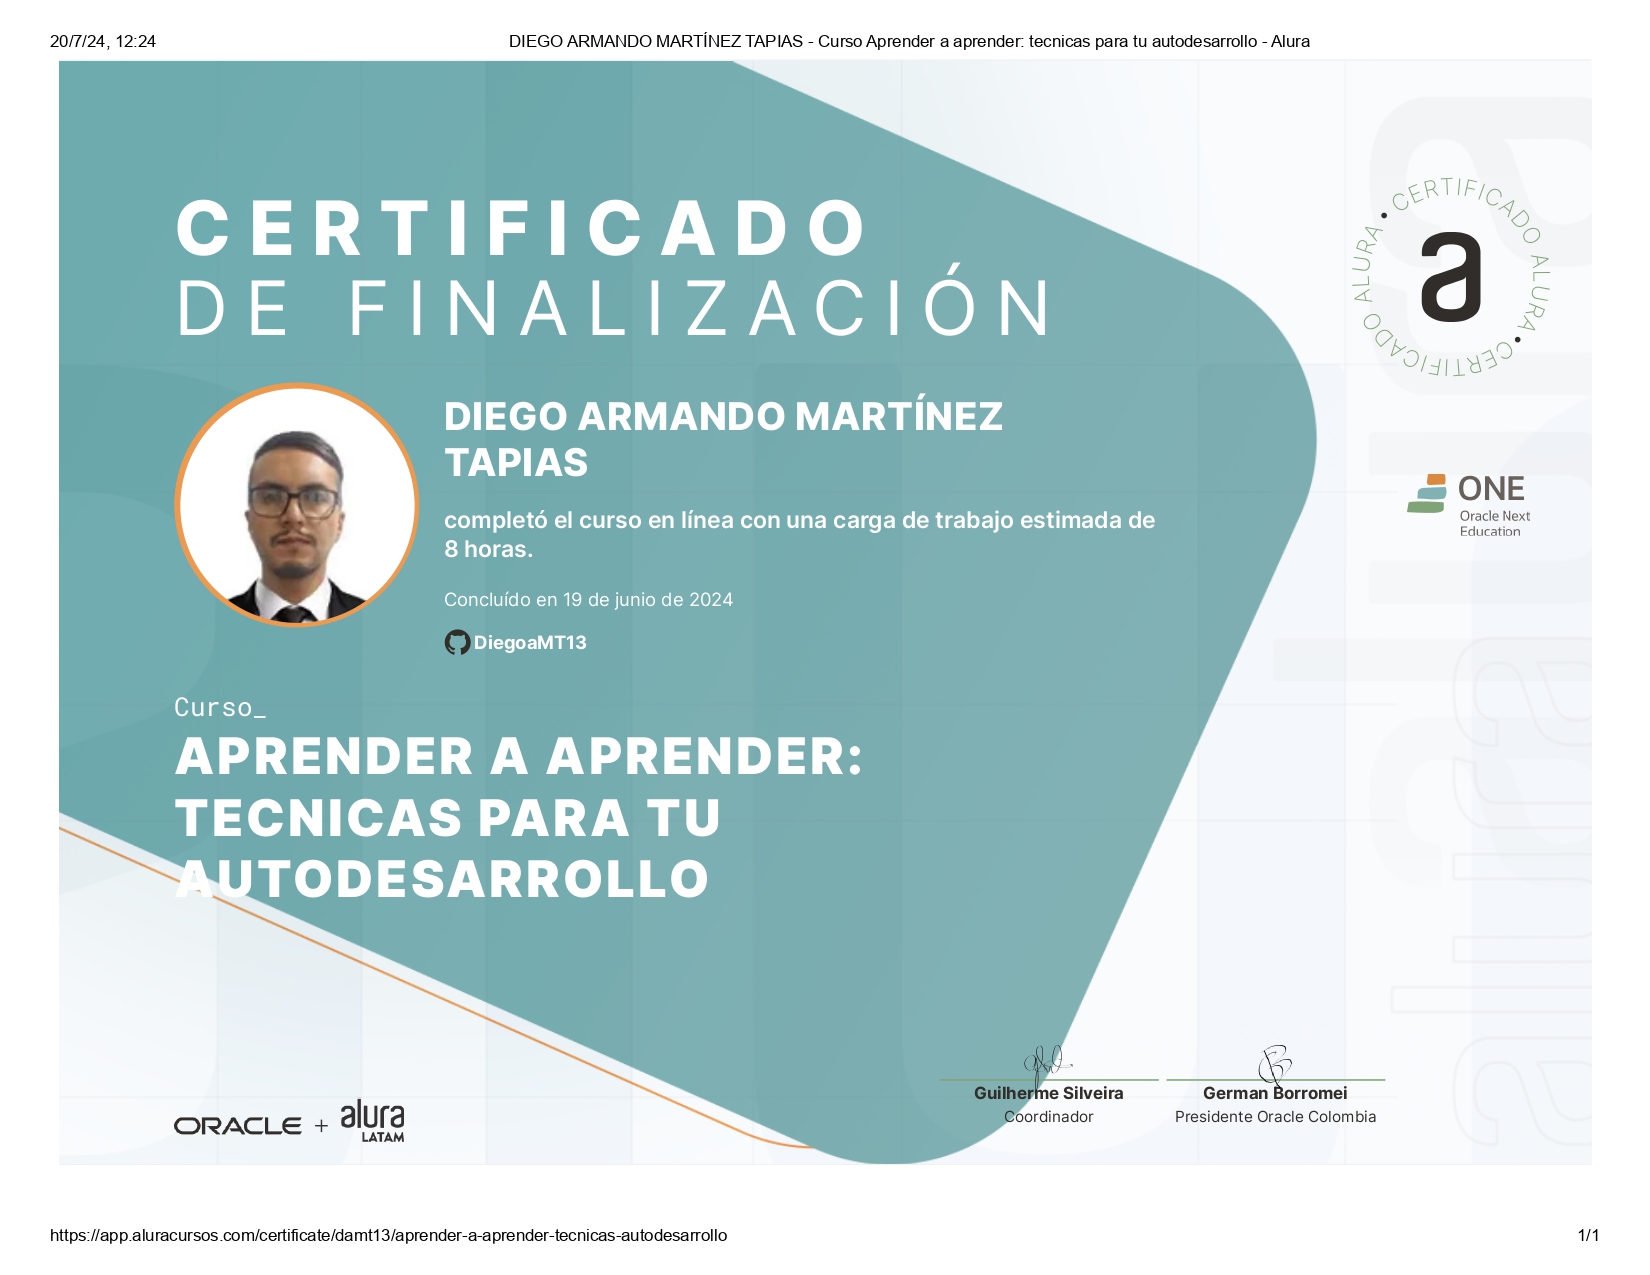 20/7/24, 12:24
DIEGO ARMANDO MARTÍNEZ TAPIAS - Curso Aprender a aprender: tecnicas para tu autodesarrollo - Alura
CERTIFICADO
DE FINALIZACIÓN
• CERTIFICADO ALURA • CERTIFICADO ALURA
a
DIEGO ARMANDO MARTÍNEZ
TAPIAS
completó el curso en línea con una carga de trabajo estimada de
8 horas.
Concluído en 19 de junio de 2024
DiegoaMT13
ONE
Oracle Next
Education
Curso_
APRENDER A APRENDER:
TECNICAS PARA TU
AUTODESARROLLO
Guilherme Silveira
Coordinador
German Borromei
Presidente Oracle Colombia
ORACLE + alura
LATAM
alura
alura
https://app.aluracursos.com/certificate/damt13/aprender-a-aprender-tecnicas-autodesarrollo
1/1